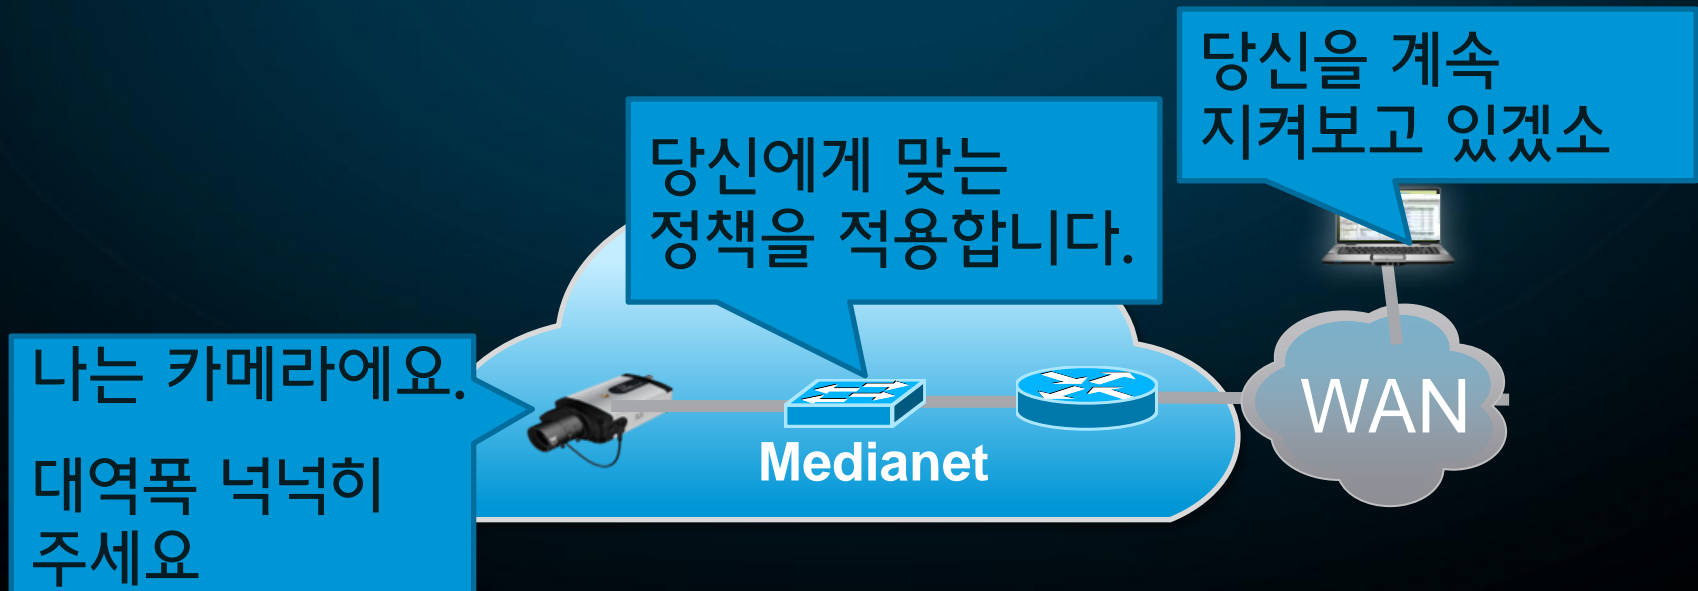 당신을 계속
지켜보고 있겠소
당신에게 맞는
정책을 적용합니다.
나는 카메라에요.
대역폭 넉넉히
주세요
WAN
Medianet